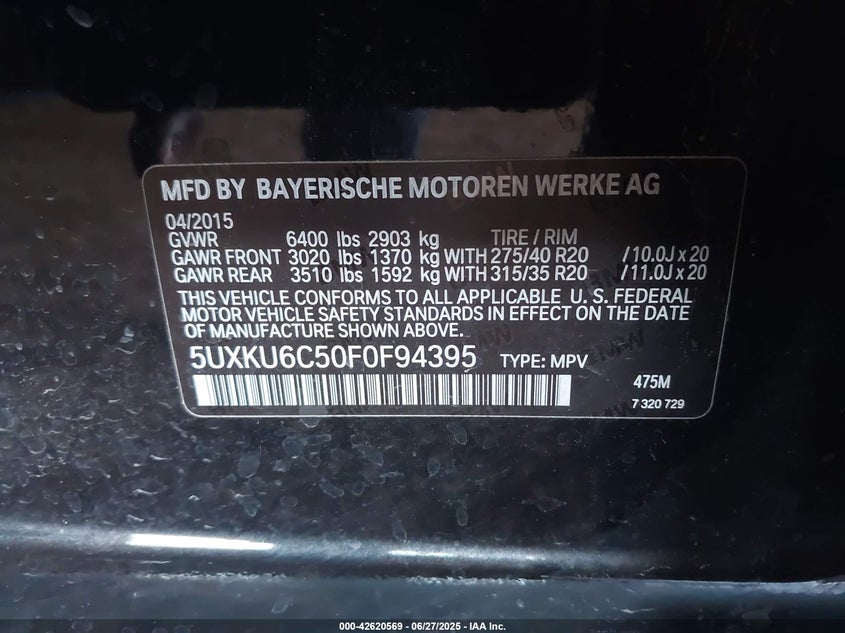 MFD BY BAYERISCHE MOTOREN WERKE AG
04/2015
GVWR 6400 lbs 2903 kg TIRE / RIM
GAWR FRONT 3020 lbs 1370 kg WITH 275/40 R20 /10.0J x 20
GAWR REAR 3510 lbs 1592 kg WITH 315/35 R20 /11.0J x 20
THIS VEHICLE CONFORMS TO ALL APPLICABLE U. S. FEDERAL
MOTOR VEHICLE SAFETY STANDARDS IN EFFECT ON THE DATE
OF MANUFACTURE SHOWN ABOVE.
5UXKU6C50F0F94395 TYPE: MPV
475M
7 320 729
000-42620569 - 06/27/2025 - IAA Inc.